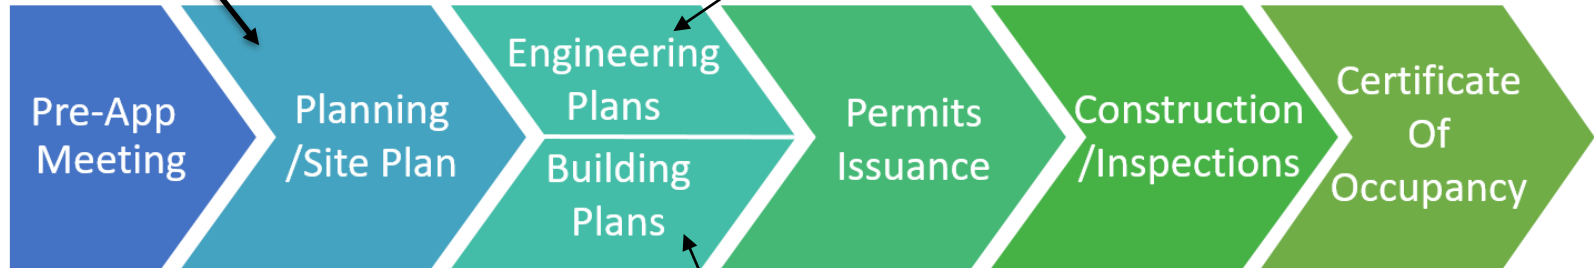 Pre-App
Meeting
Planning
/Site Plan
Engineering
Plans
Building
Plans
Permits
Issuance
Construction
/Inspections
Certificate
Of
Occupancy